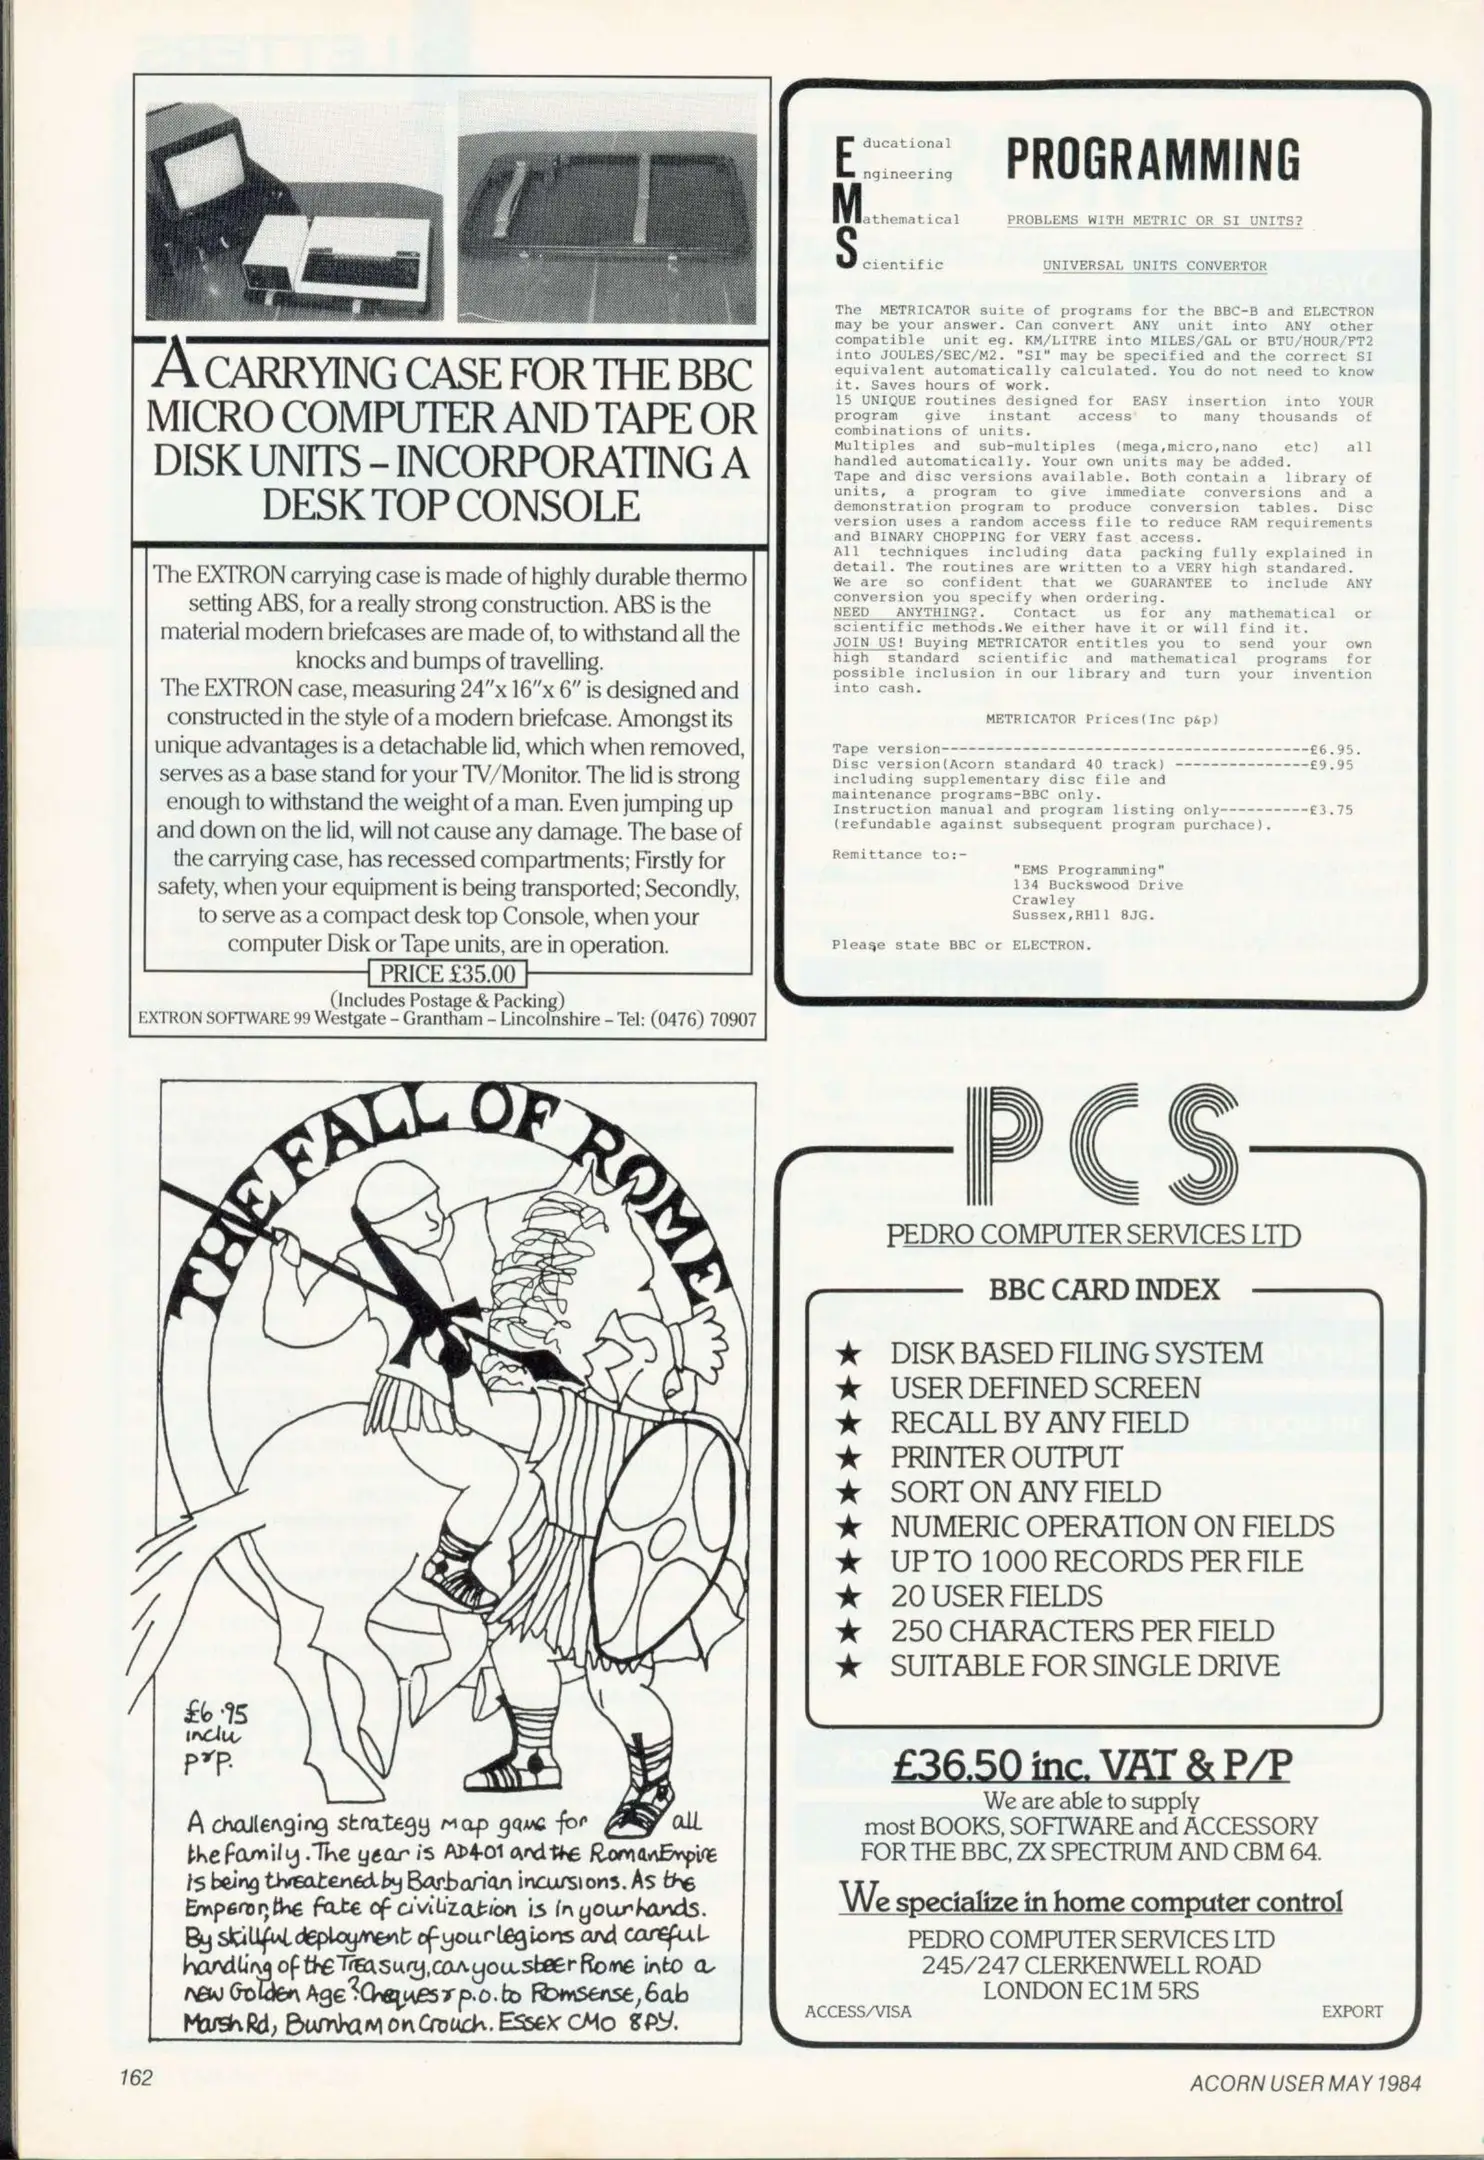 A CARRYING CASE FOR THE BBC
MICRO COMPUTER AND TAPE OR
DISK UNITS – INCORPORATING A
DESK TOP CONSOLE
The EXTRON carrying case is made of highly durable thermo
setting ABS, for a really strong construction. ABS is the
material modern briefcases are made of, to withstand all the
knocks and bumps of travelling.
The EXTRON case, measuring 24"x 16"x 6" is designed and
constructed in the style of a modern briefcase. Amongst its
unique advantages is a detachable lid, which when removed,
serves as a base stand for your TV/Monitor. The lid is strong
enough to withstand the weight of a man. Even jumping up
and down on the lid, will not cause any damage. The base of
the carrying case, has recessed compartments; Firstly for
safety, when your equipment is being transported; Secondly,
to serve as a compact desk top Console, when your
computer Disk or Tape units, are in operation.
PRICE £35.00
(Includes Postage & Packing)
EXTRON SOFTWARE 99 Westgate – Grantham – Lincolnshire – Tel: (0476) 70907
Educational
Engineering
Mathematical
Scientific
PROGRAMMING
PROBLEMS WITH METRIC OR SI UNITS?
UNIVERSAL UNITS CONVERTOR
The METRICATOR suite of programs for the BBC-B and ELECTRON
may be your answer. Can convert ANY unit into ANY other
compatible unit eg. KM/LITRE into MILES/GAL or BTU/HOUR/FT2
into JOULES/SEC/M2. "SI" may be specified and the correct SI
equivalent automatically calculated. You do not need to know
it. Saves hours of work.
15 UNIQUE routines designed for EASY insertion into YOUR
program give instant access to many thousands of
combinations of units.
Multiples and sub-multiples (mega,micro,nano etc) all
handled automatically. Your own units may be added.
Tape and disc versions available. Both contain a library of
units, a program to give immediate conversions and a
demonstration program to produce conversion tables. Disc
version uses a random access file to reduce RAM requirements
and BINARY CHOPPING for VERY fast access.
All techniques including data packing fully explained in
detail. The routines are written to a VERY high standared.
We are so confident that we GUARANTEE to include ANY
conversion you specify when ordering.
NEED ANYTHING?. Contact us for any mathematical or
scientific methods.We either have it or will find it.
JOIN US! Buying METRICATOR entitles you to send your own
high standard scientific and mathematical programs for
possible inclusion in our library and turn your invention
into cash.
METRICATOR Prices(Inc p&p)
Tape version-----------------------------------------£6.95.
Disc version(Acorn standard 40 track) ---------------£9.95
including supplementary disc file and
maintenance programs-BBC only.
Instruction manual and program listing only----------£3.75
(refundable against subsequent program purchace).
Remittance to:-
"EMS Programming"
134 Buckswood Drive
Crawley
Sussex,RH11 8JG.
Please state BBC or ELECTRON.
THE FALL OF ROME
£6.95
inclu
p&p.
A challenging strategy map game for all
the family. The year is AD401 and the Roman Empire
is being threatened by Barbarian incursions. As the
Emperor, the fate of civilization is in your hands.
By skillful deployment of your legions and careful
handling of the Treasury, can you steer Rome into a
new Golden Age? Cheques & p.o. to Romsense, 6ab
Marsh Rd, Burnham on Crouch. Essex CM0 8PY.
PCS
PEDRO COMPUTER SERVICES LTD
BBC CARD INDEX
★ DISK BASED FILING SYSTEM
★ USER DEFINED SCREEN
★ RECALL BY ANY FIELD
★ PRINTER OUTPUT
★ SORT ON ANY FIELD
★ NUMERIC OPERATION ON FIELDS
★ UP TO 1000 RECORDS PER FILE
★ 20 USER FIELDS
★ 250 CHARACTERS PER FIELD
★ SUITABLE FOR SINGLE DRIVE
£36.50 inc. VAT & P/P
We are able to supply
most BOOKS, SOFTWARE and ACCESSORY
FOR THE BBC, ZX SPECTRUM AND CBM 64.
We specialize in home computer control
PEDRO COMPUTER SERVICES LTD
245/247 CLERKENWELL ROAD
LONDON EC1M 5RS
ACCESS/VISA EXPORT
162
ACORN USER MAY 1984